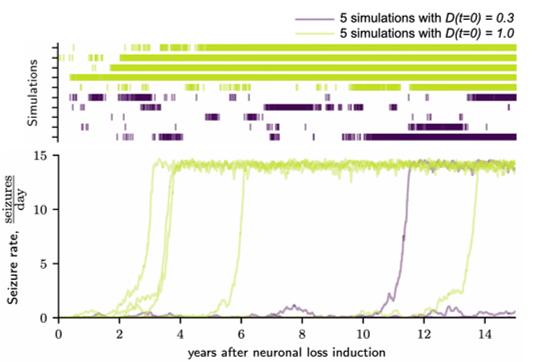 5 simulations with D(t=0) = 0.3
5 simulations with D(t=0) = 1.0
Simulations
15
10
5
0
Seizure rate, seizures/day
0 2 4 6 8 10 12 14
years after neuronal loss induction